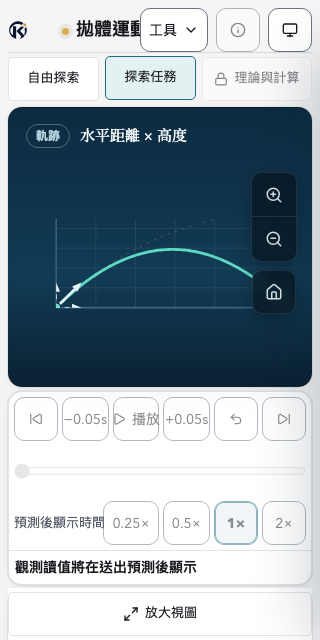 拋體運動
工具
自由探索
探索任務
理論與計算
軌跡
水平距離 × 高度
−0.05s
播放
+0.05s
預測後顯示時間
0.25×
0.5×
1×
2×
觀測讀值將在送出預測後顯示
放大視圖